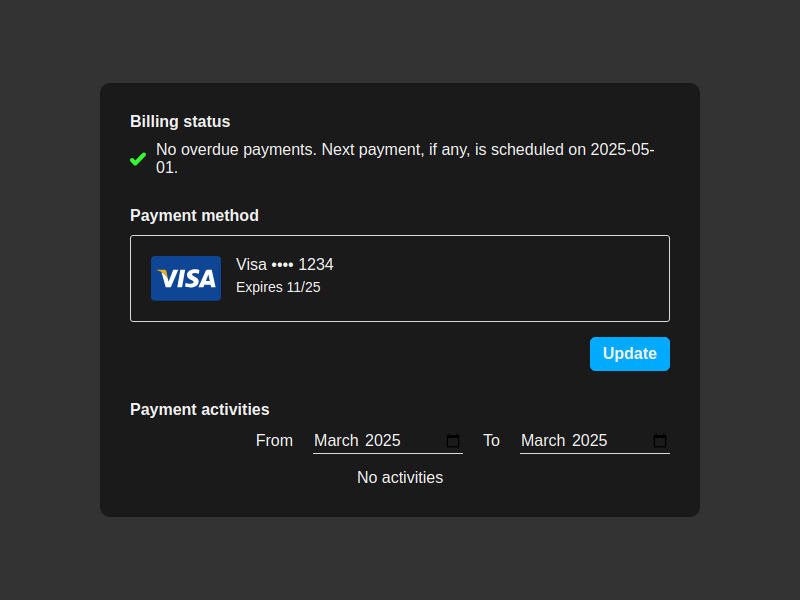 Billing status
No overdue payments. Next payment, if any, is scheduled on 2025-05-
01.
Payment method
VISA
Visa •••• 1234
Expires 11/25
Update
Payment activities
From March 2025 To March 2025
No activities